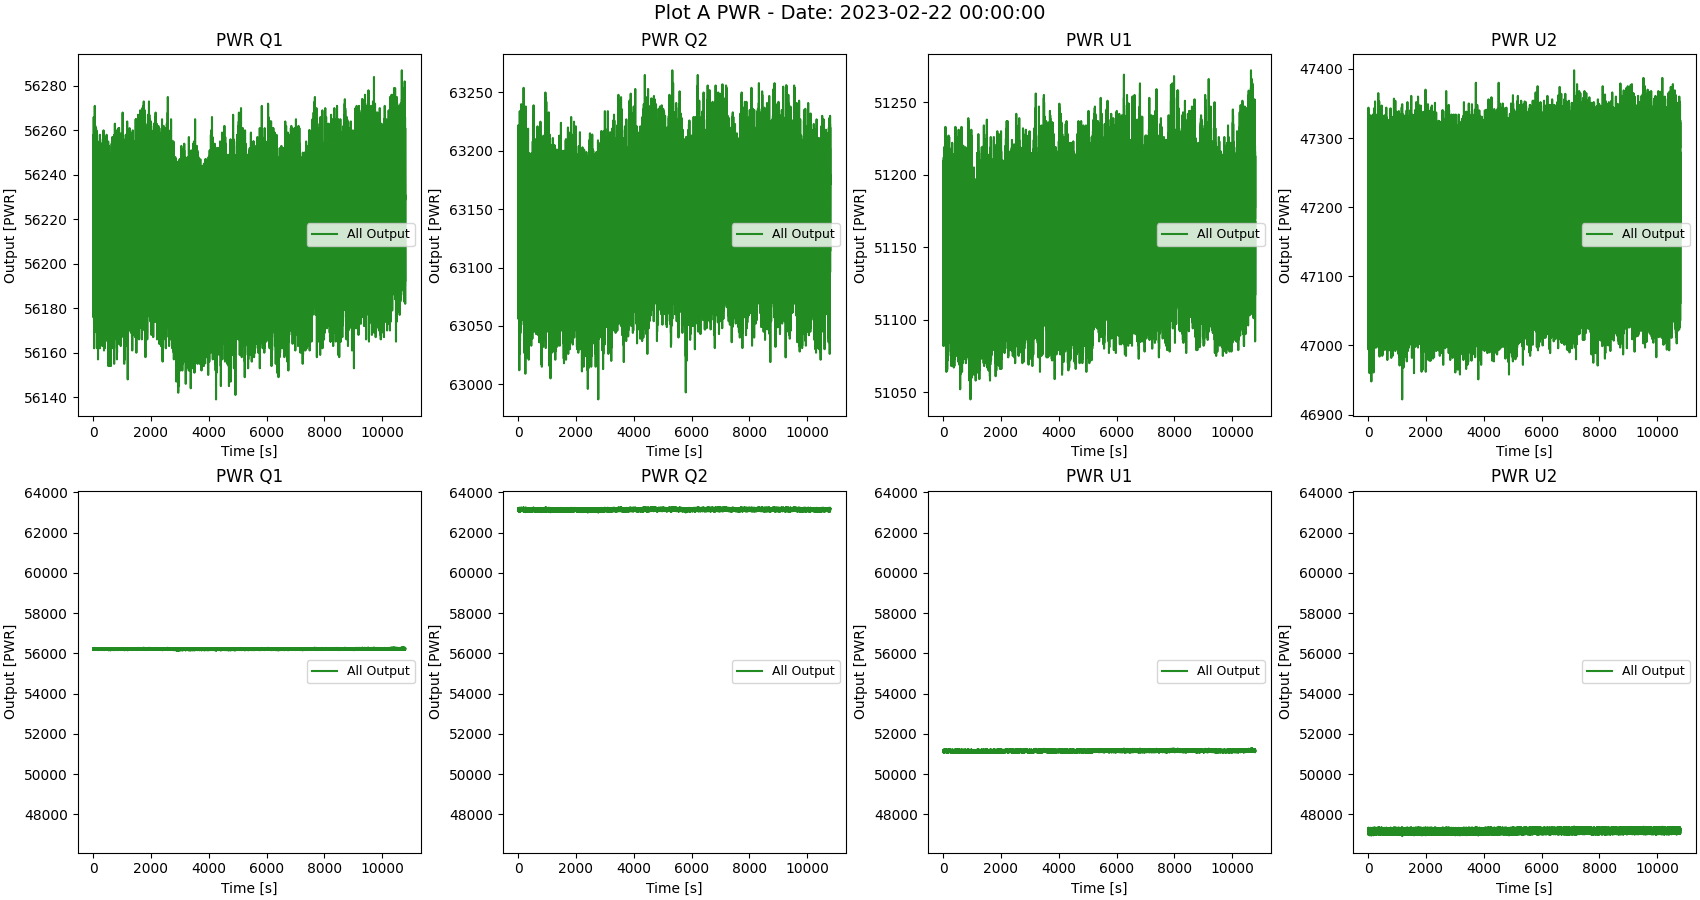 Plot A PWR - Date: 2023-02-22 00:00:00
PWR Q1
Output [PWR]
56280
56260
56240
56220
56200
56180
56160
56140
0 2000 4000 6000 8000 10000
Time [s]
All Output
PWR Q2
Output [PWR]
63250
63200
63150
63100
63050
63000
0 2000 4000 6000 8000 10000
Time [s]
All Output
PWR U1
Output [PWR]
51250
51200
51150
51100
51050
0 2000 4000 6000 8000 10000
Time [s]
All Output
PWR U2
Output [PWR]
47400
47300
47200
47100
47000
46900
0 2000 4000 6000 8000 10000
Time [s]
All Output
PWR Q1
Output [PWR]
64000
62000
60000
58000
56000
54000
52000
50000
48000
0 2000 4000 6000 8000 10000
Time [s]
All Output
PWR Q2
Output [PWR]
64000
62000
60000
58000
56000
54000
52000
50000
48000
0 2000 4000 6000 8000 10000
Time [s]
All Output
PWR U1
Output [PWR]
64000
62000
60000
58000
56000
54000
52000
50000
48000
0 2000 4000 6000 8000 10000
Time [s]
All Output
PWR U2
Output [PWR]
64000
62000
60000
58000
56000
54000
52000
50000
48000
0 2000 4000 6000 8000 10000
Time [s]
All Output